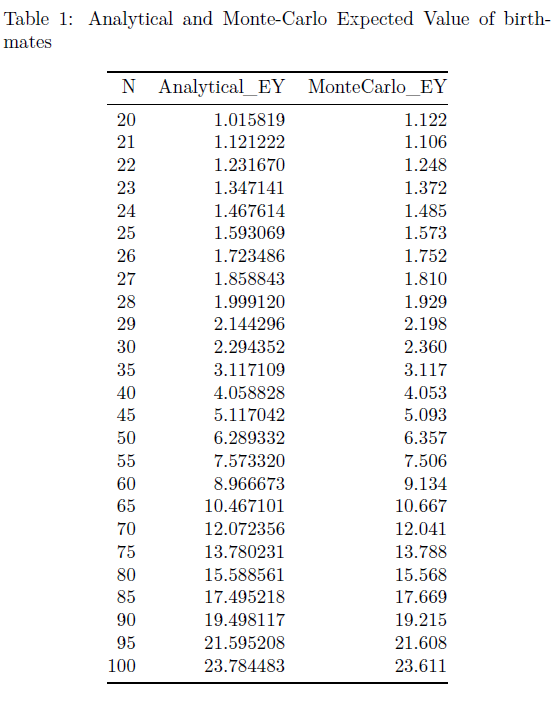 Table 1: Analytical and Monte-Carlo Expected Value of birth-
mates
N Analytical_EY MonteCarlo_EY
20 1.015819 1.122
21 1.121222 1.106
22 1.231670 1.248
23 1.347141 1.372
24 1.467614 1.485
25 1.593069 1.573
26 1.723486 1.752
27 1.858843 1.810
28 1.999120 1.929
29 2.144296 2.198
30 2.294352 2.360
35 3.117109 3.117
40 4.058828 4.053
45 5.117042 5.093
50 6.289332 6.357
55 7.573320 7.506
60 8.966673 9.134
65 10.467101 10.667
70 12.072356 12.041
75 13.780231 13.788
80 15.588561 15.568
85 17.495218 17.669
90 19.498117 19.215
95 21.595208 21.608
100 23.784483 23.611